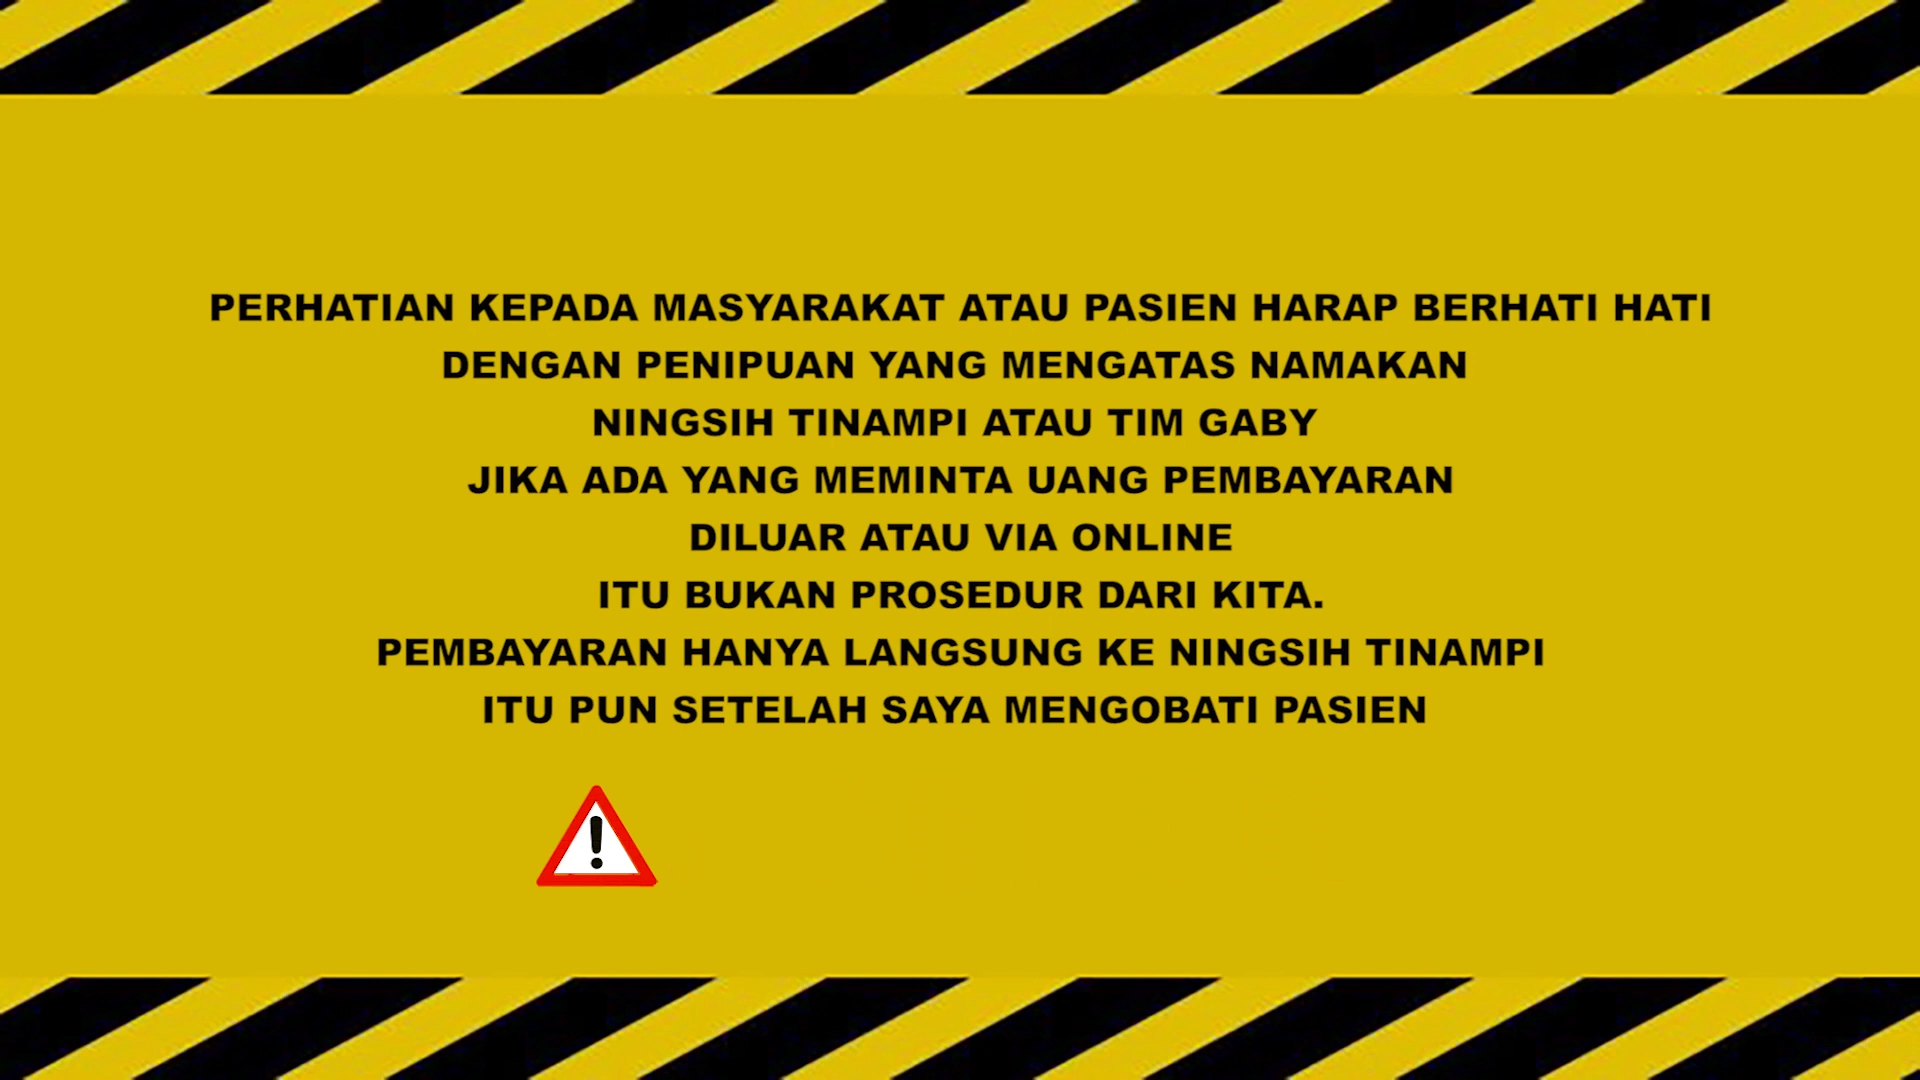 PERHATIAN KEPADA MASYARAKAT ATAU PASIEN HARAP BERHATI HATI
DENGAN PENIPUAN YANG MENGATAS NAMAKAN
NINGSIH TINAMPI ATAU TIM GABY
JIKA ADA YANG MEMINTA UANG PEMBAYARAN
DILUAR ATAU VIA ONLINE
ITU BUKAN PROSEDUR DARI KITA.
PEMBAYARAN HANYA LANGSUNG KE NINGSIH TINAMPI
ITU PUN SETELAH SAYA MENGOBATI PASIEN